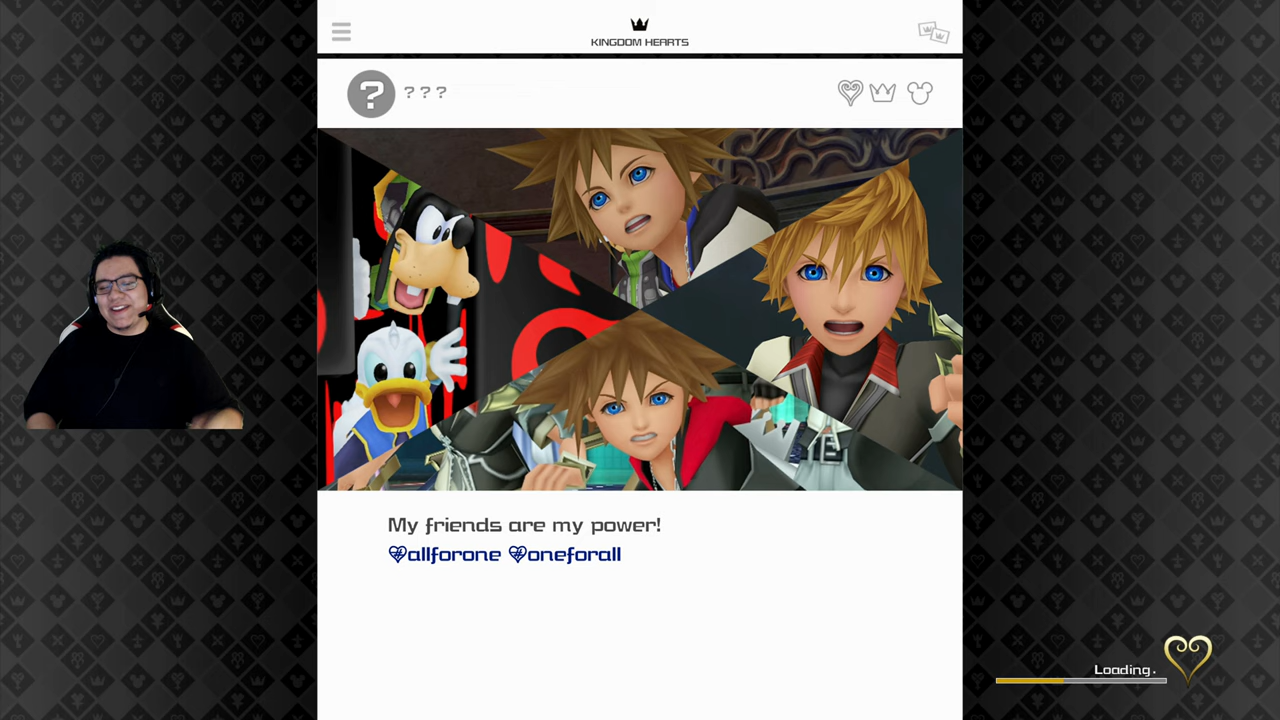 KINGDOM HEARTS
? ? ? ?
My friends are my power!
#allforone #oneforall
Loading.